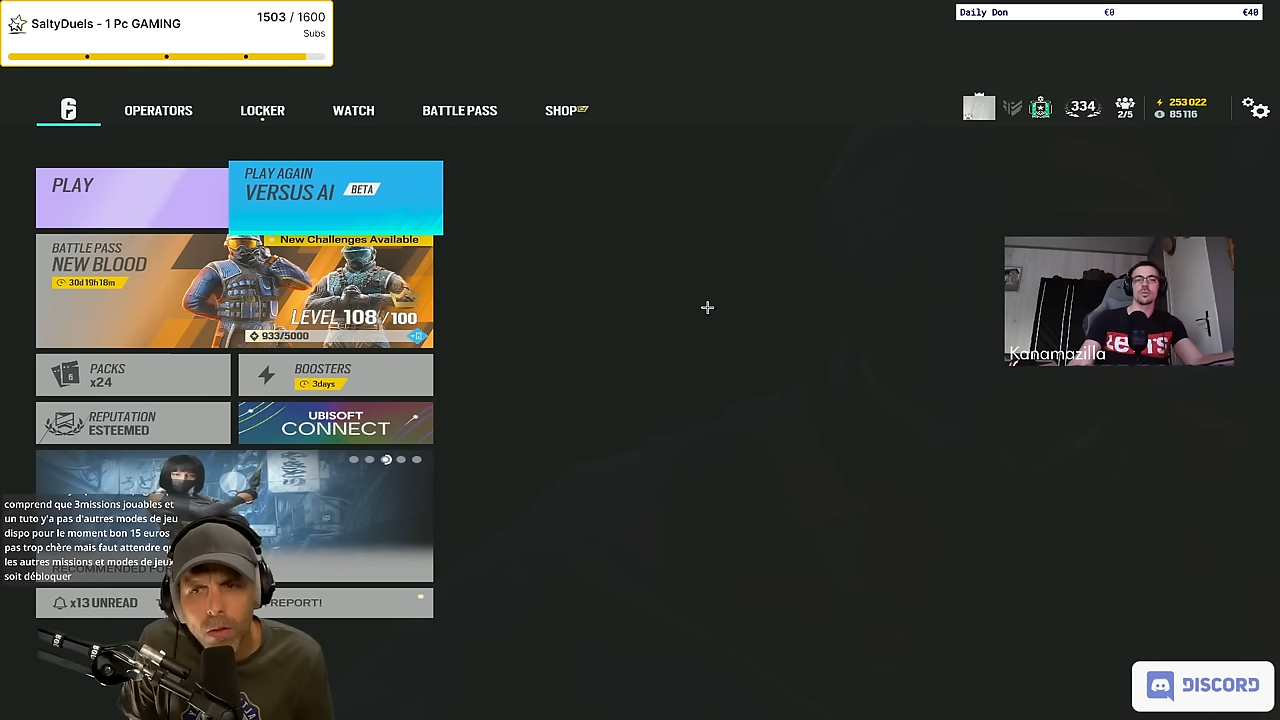 SaltyDuels - 1 Pc GAMING
1503 / 1600
Subs
Daily Don €0 €40
OPERATORS LOCKER WATCH BATTLE PASS SHOP
334
2/5
253 022
85 116
PLAY
PLAY AGAIN
VERSUS AI BETA
BATTLE PASS
NEW BLOOD
30d19h18m
New Challenges Available
LEVEL 108 / 100
933/5000
PACKS
x24
BOOSTERS
3days
REPUTATION
ESTEEMED
UBISOFT
CONNECT
comprend que 3missions jouables et
un tuto y'a pas d'autres modes de jeu
dispo pour le moment bon 15 euros
pas trop chère mais faut attendre
les autres missions et modes de jeux
soit débloquer
RECOMMENDED FOR
x13 UNREAD
REPORT!
Kanamazilla
DISCORD